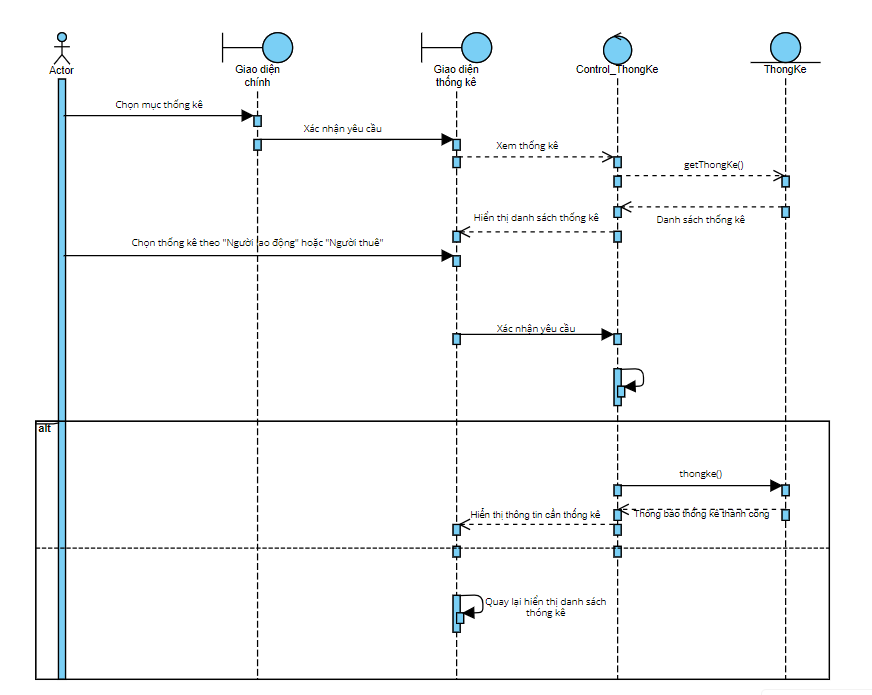 Actor
Giao diện
chính
Giao diện
thống kê
Control_ThongKe
ThongKe
Chọn mục thống kê
Xác nhận yêu cầu
Xem thống kê
getThongKe()
Danh sách thống kê
Hiển thị danh sách thống kê
Chọn thống kê theo "Người lao động" hoặc "Người thuê"
Xác nhận yêu cầu
alt
thongke()
Thông báo thống kê thành công
Hiển thị thông tin cần thống kê
Quay lại hiển thị danh sách
thống kê